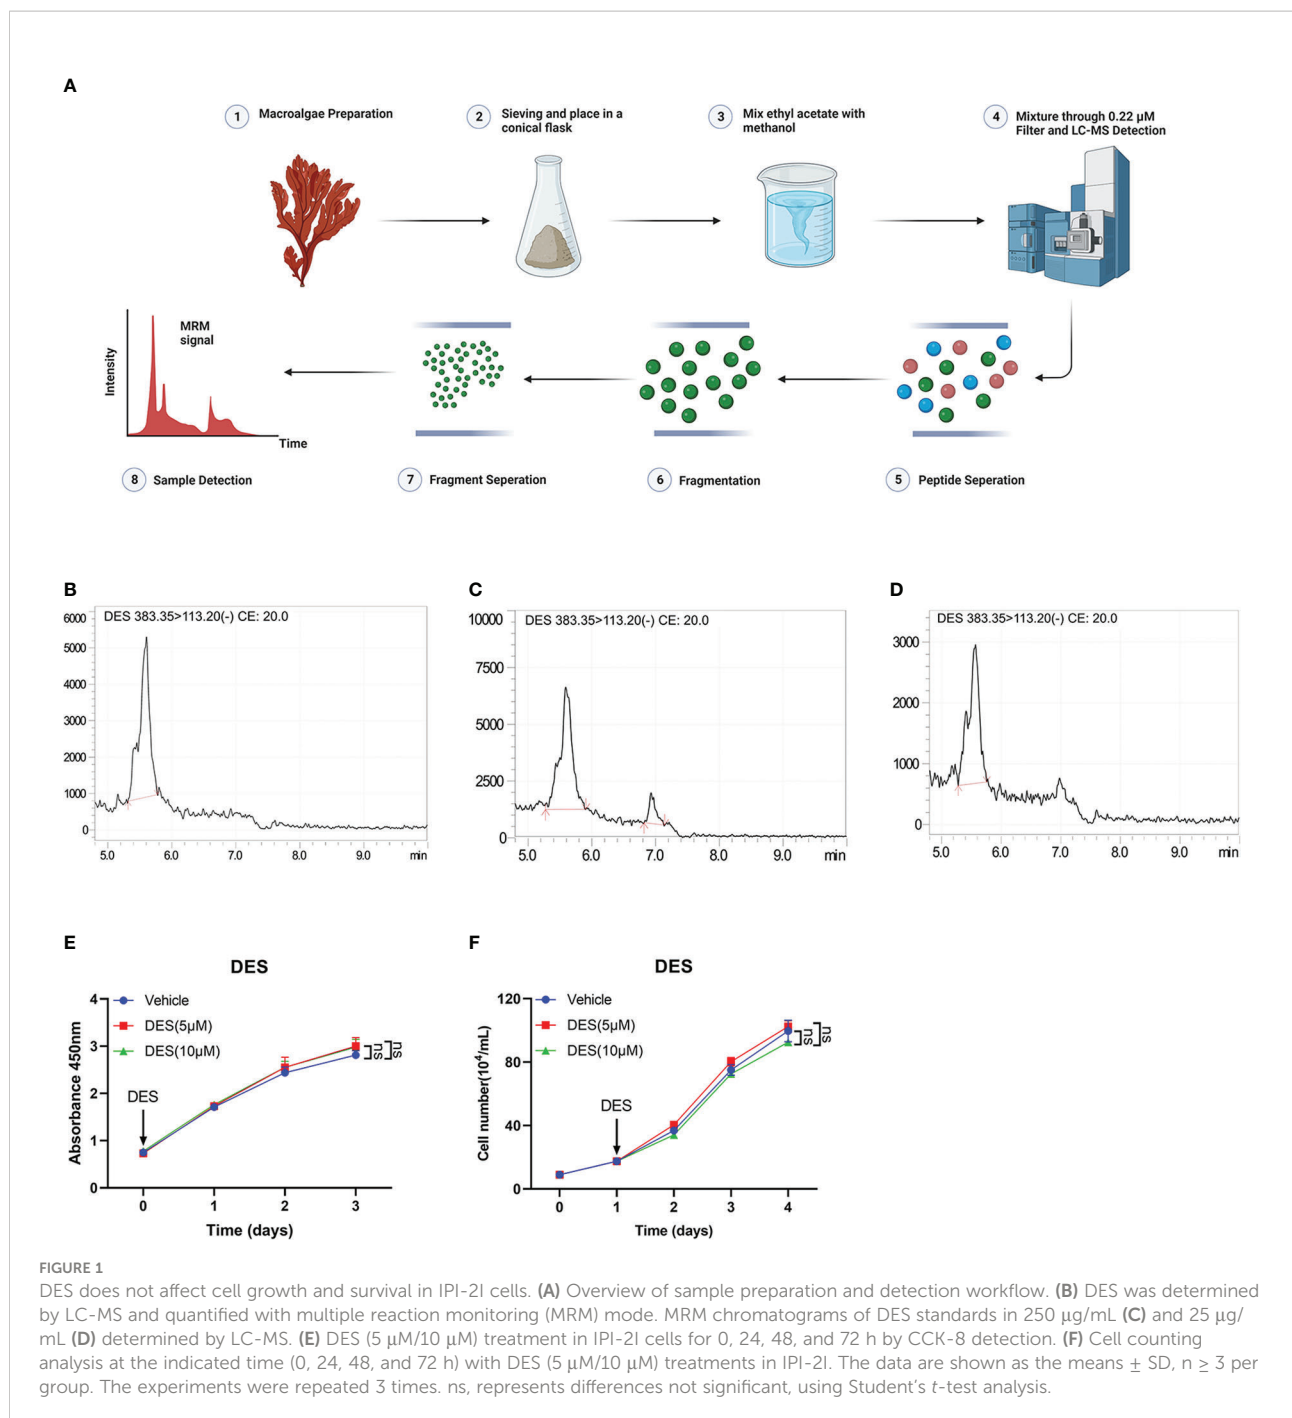 A
1 Macroalgae Preparation
2 Sieving and place in a
conical flask
3 Mix ethyl acetate with
methanol
4 Mixture through 0.22 µM
Filter and LC-MS Detection
MRM
signal
Intensity
Time
8 Sample Detection
7 Fragment Seperation
6 Fragmentation
5 Peptide Seperation
B
DES 383.35>113.20(-) CE: 20.0
6000
5000
4000
3000
2000
1000
0
5.0 6.0 7.0 8.0 9.0 min
C
DES 383.35>113.20(-) CE: 20.0
10000
7500
5000
2500
0
5.0 6.0 7.0 8.0 9.0 min
D
DES 383.35>113.20(-) CE: 20.0
3000
2000
1000
0
5.0 6.0 7.0 8.0 9.0 min
E
DES
Vehicle
DES(5µM)
DES(10µM)
DES
ns
ns
Absorbance 450nm
4
3
2
1
0
0 1 2 3
Time (days)
F
DES
Vehicle
DES(5µM)
DES(10µM)
DES
ns
ns
Cell number(10⁴/mL)
120
80
40
0
0 1 2 3 4
Time (days)
FIGURE 1
DES does not affect cell growth and survival in IPI-2I cells. (A) Overview of sample preparation and detection workflow. (B) DES was determined
by LC-MS and quantified with multiple reaction monitoring (MRM) mode. MRM chromatograms of DES standards in 250 µg/mL (C) and 25 µg/
mL (D) determined by LC-MS. (E) DES (5 µM/10 µM) treatment in IPI-2I cells for 0, 24, 48, and 72 h by CCK-8 detection. (F) Cell counting
analysis at the indicated time (0, 24, 48, and 72 h) with DES (5 µM/10 µM) treatments in IPI-2I. The data are shown as the means ± SD, n ≥ 3 per
group. The experiments were repeated 3 times. ns, represents differences not significant, using Student's t-test analysis.